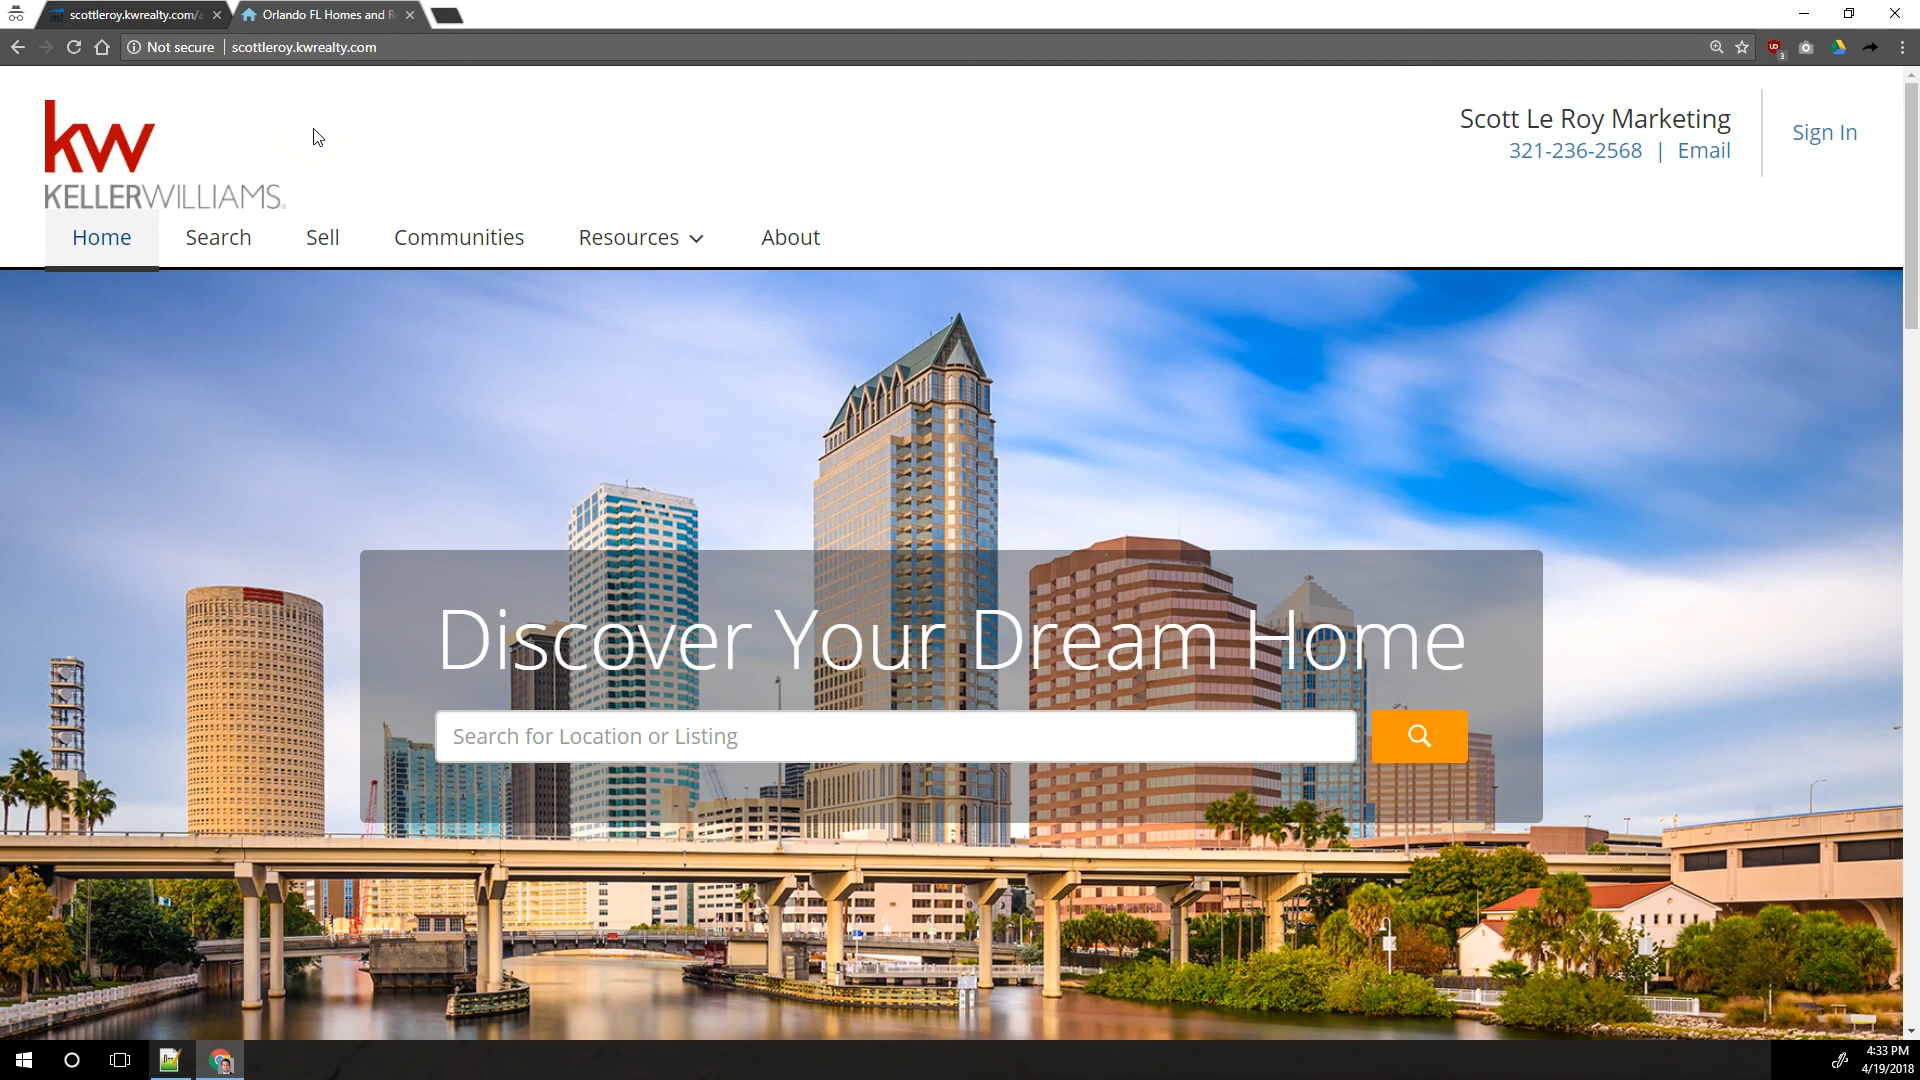 scottleroy.kwrealty.com/a
Orlando FL Homes and R
Not secure
scottleroy.kwrealty.com
3
kw
KELLERWILLIAMS.
Scott Le Roy Marketing
321-236-2568 | Email
Sign In
Home
Search
Sell
Communities
Resources
About
Discover Your Dream Home
Search for Location or Listing
4:33 PM
4/19/2018